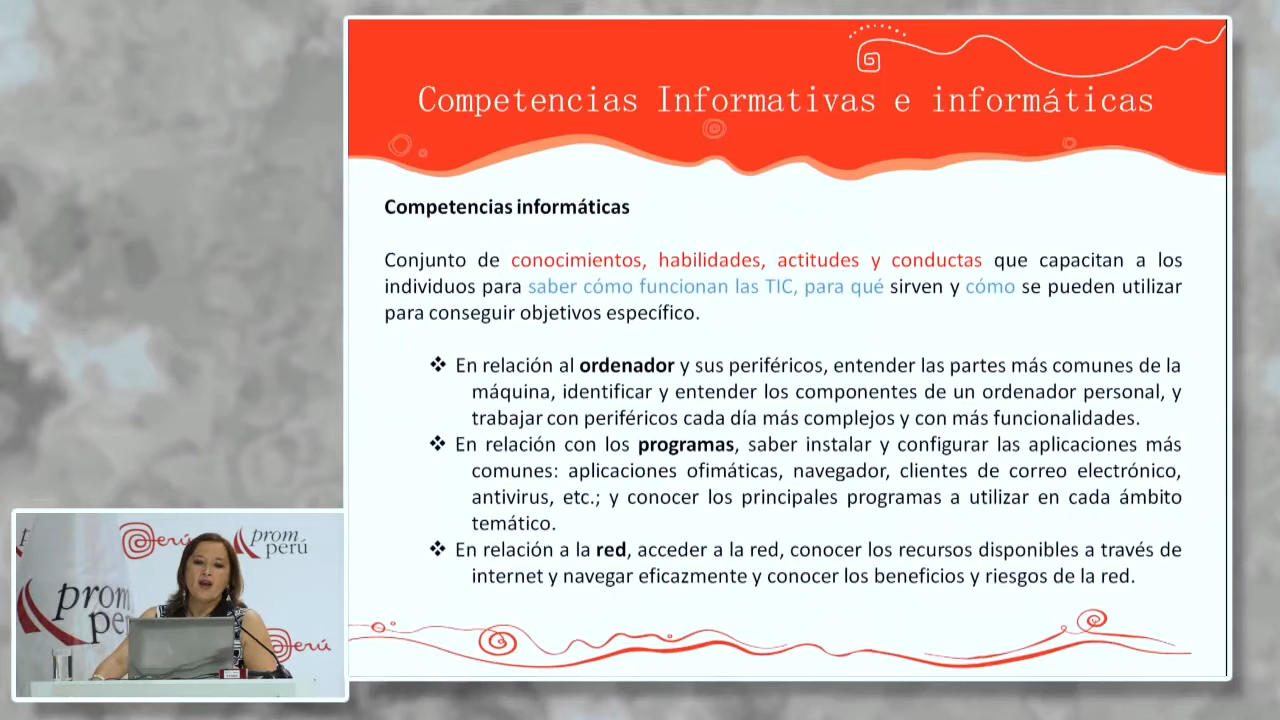 Competencias Informativas e informáticas
Competencias informáticas
Conjunto de conocimientos, habilidades, actitudes y conductas que capacitan a los
individuos para saber cómo funcionan las TIC, para qué sirven y cómo se pueden utilizar
para conseguir objetivos específico.
❖ En relación al ordenador y sus periféricos, entender las partes más comunes de la
máquina, identificar y entender los componentes de un ordenador personal, y
trabajar con periféricos cada día más complejos y con más funcionalidades.
❖ En relación con los programas, saber instalar y configurar las aplicaciones más
comunes: aplicaciones ofimáticas, navegador, clientes de correo electrónico,
antivirus, etc.; y conocer los principales programas a utilizar en cada ámbito
temático.
❖ En relación a la red, acceder a la red, conocer los recursos disponibles a través de
internet y navegar eficazmente y conocer los beneficios y riesgos de la red.
Perú
prom
perú
prom
pe
Perú